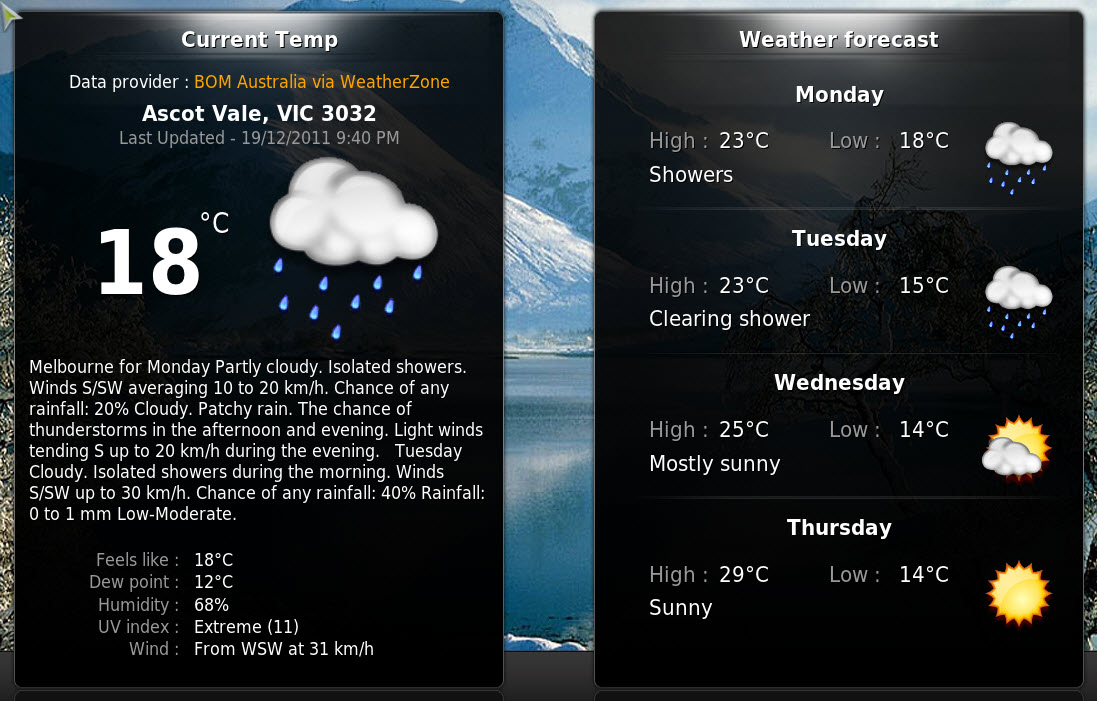 Current Temp
Data provider : BOM Australia via WeatherZone
Ascot Vale, VIC 3032
Last Updated - 19/12/2011 9:40 PM
18 °C
Melbourne for Monday Partly cloudy. Isolated showers.
Winds S/SW averaging 10 to 20 km/h. Chance of any
rainfall: 20% Cloudy. Patchy rain. The chance of
thunderstorms in the afternoon and evening. Light winds
tending S up to 20 km/h during the evening.   Tuesday
Cloudy. Isolated showers during the morning. Winds
S/SW up to 30 km/h. Chance of any rainfall: 40% Rainfall:
0 to 1 mm Low-Moderate.
Feels like : 18°C
Dew point : 12°C
Humidity : 68%
UV index : Extreme (11)
Wind : From WSW at 31 km/h
Weather forecast
Monday
High : 23°C Low : 18°C
Showers
Tuesday
High : 23°C Low : 15°C
Clearing shower
Wednesday
High : 25°C Low : 14°C
Mostly sunny
Thursday
High : 29°C Low : 14°C
Sunny